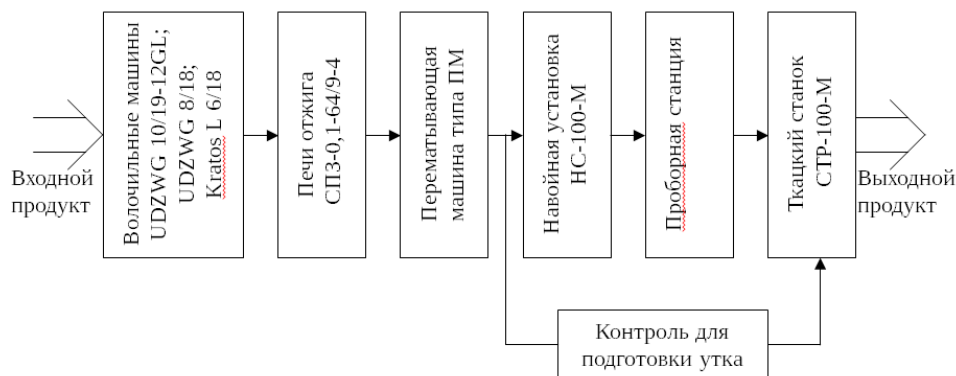 Входной
продукт
Волочильные машины
UDZWG 10/19-12GL;
UDZWG 8/18;
Kratos L 6/18
Печи отжига
СПЗ-0,1-64/9-4
Перематывающая
машина типа ПМ
Навойная установка
НС-100-М
Проборная станция
Ткацкий станок
СТР-100-М
Выходной
продукт
Контроль для
подготовки утка